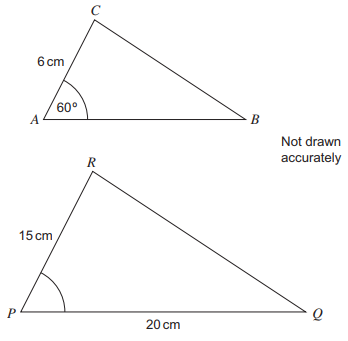 C
6 cm
60°
A
B
Not drawn
accurately
R
15 cm
P
Q
20 cm